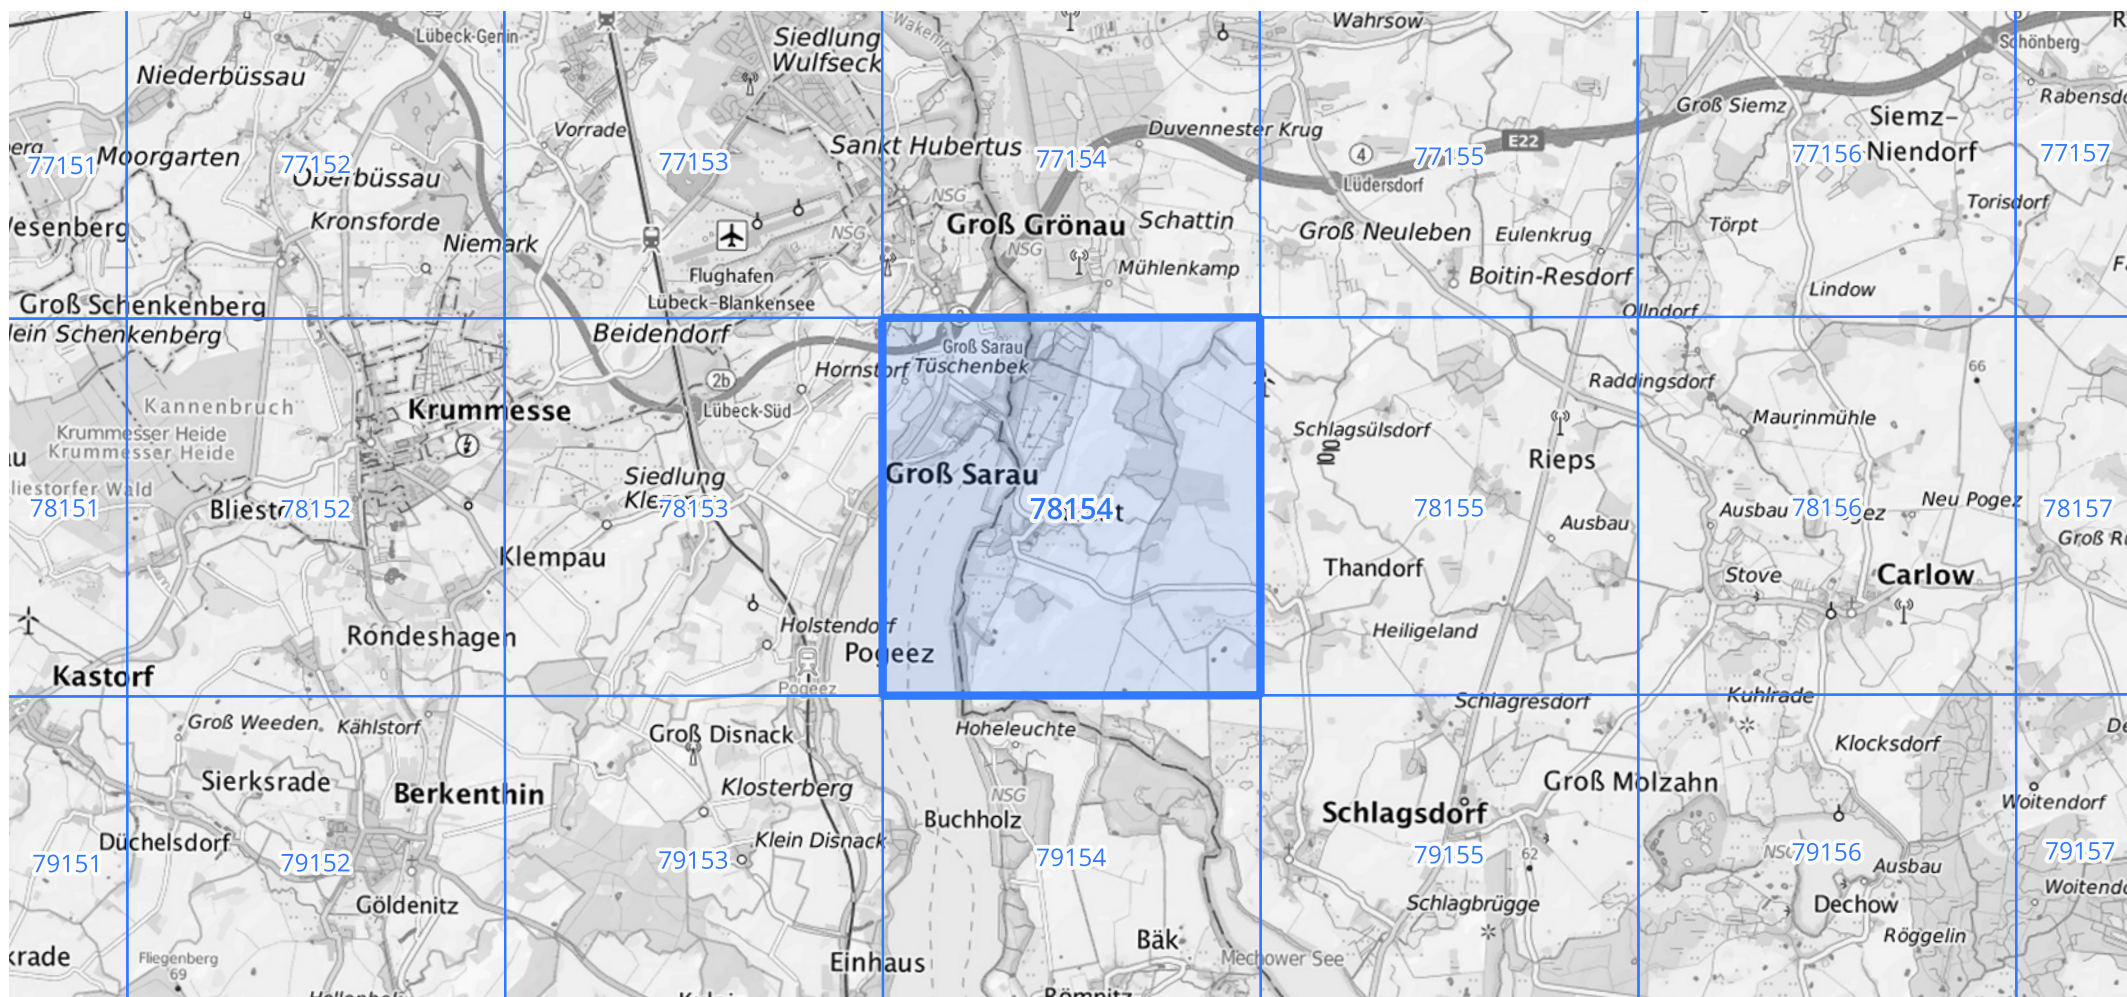 Lübeck-Genin
Siedlung
Wulfseck
Wakenitz
Wahrsow
Schönberg
Niederbüssau
Vorrade
Sankt Hubertus
Duvennester Krug
E22
Groß Siemz
Siemz-
Niendorf
77151
Moorgarten
77152
Oberbüssau
77153
77154
4
77155
Lüdersdorf
77156
77157
Kronsforde
Niemark
NSG
NSG
Groß Grönau
NSG
Schattin
Groß Neuleben
Eulenkrug
Törpt
Torisdorf
Flughafen
Lübeck-Blankensee
Mühlenkamp
Boitin-Resdorf
Lindow
Ollndorf
Groß Schenkenberg
Beidendorf
Groß Sarau
Tüschenbek
2b
Lübeck-Süd
Raddingsdorf
66
Kannenbruch
Krummesser Heide
Krummesser Heide
Krummesse
Schlagsülsdorf
Maurinmühle
Rieps
Siedlung
Groß Sarau
78151
78152
78153
78154
78155
Ausbau
Ausbau
78156
Neu Pogez
78157
Klempau
Thandorf
Stove
Carlow
Rondeshagen
Holstendorf
Pogeez
Pogeez
Heiligeland
Kastorf
Schlagresdorf
Kuhlrade
Groß Weeden
Kählstorf
Groß Disnack
Hoheleuchte
Klocksdorf
Sierksrade
Berkenthin
Klosterberg
NSG
Buchholz
Schlagsdorf
Groß Molzahn
Woitendorf
Düchelsdorf
79151
79152
79153
Klein Disnack
79154
79155
62
79156
Ausbau
79157
Göldenitz
Schlagbrügge
Dechow
Röggelin
Fliegenberg
69
Einhaus
Bäk
Mechower See